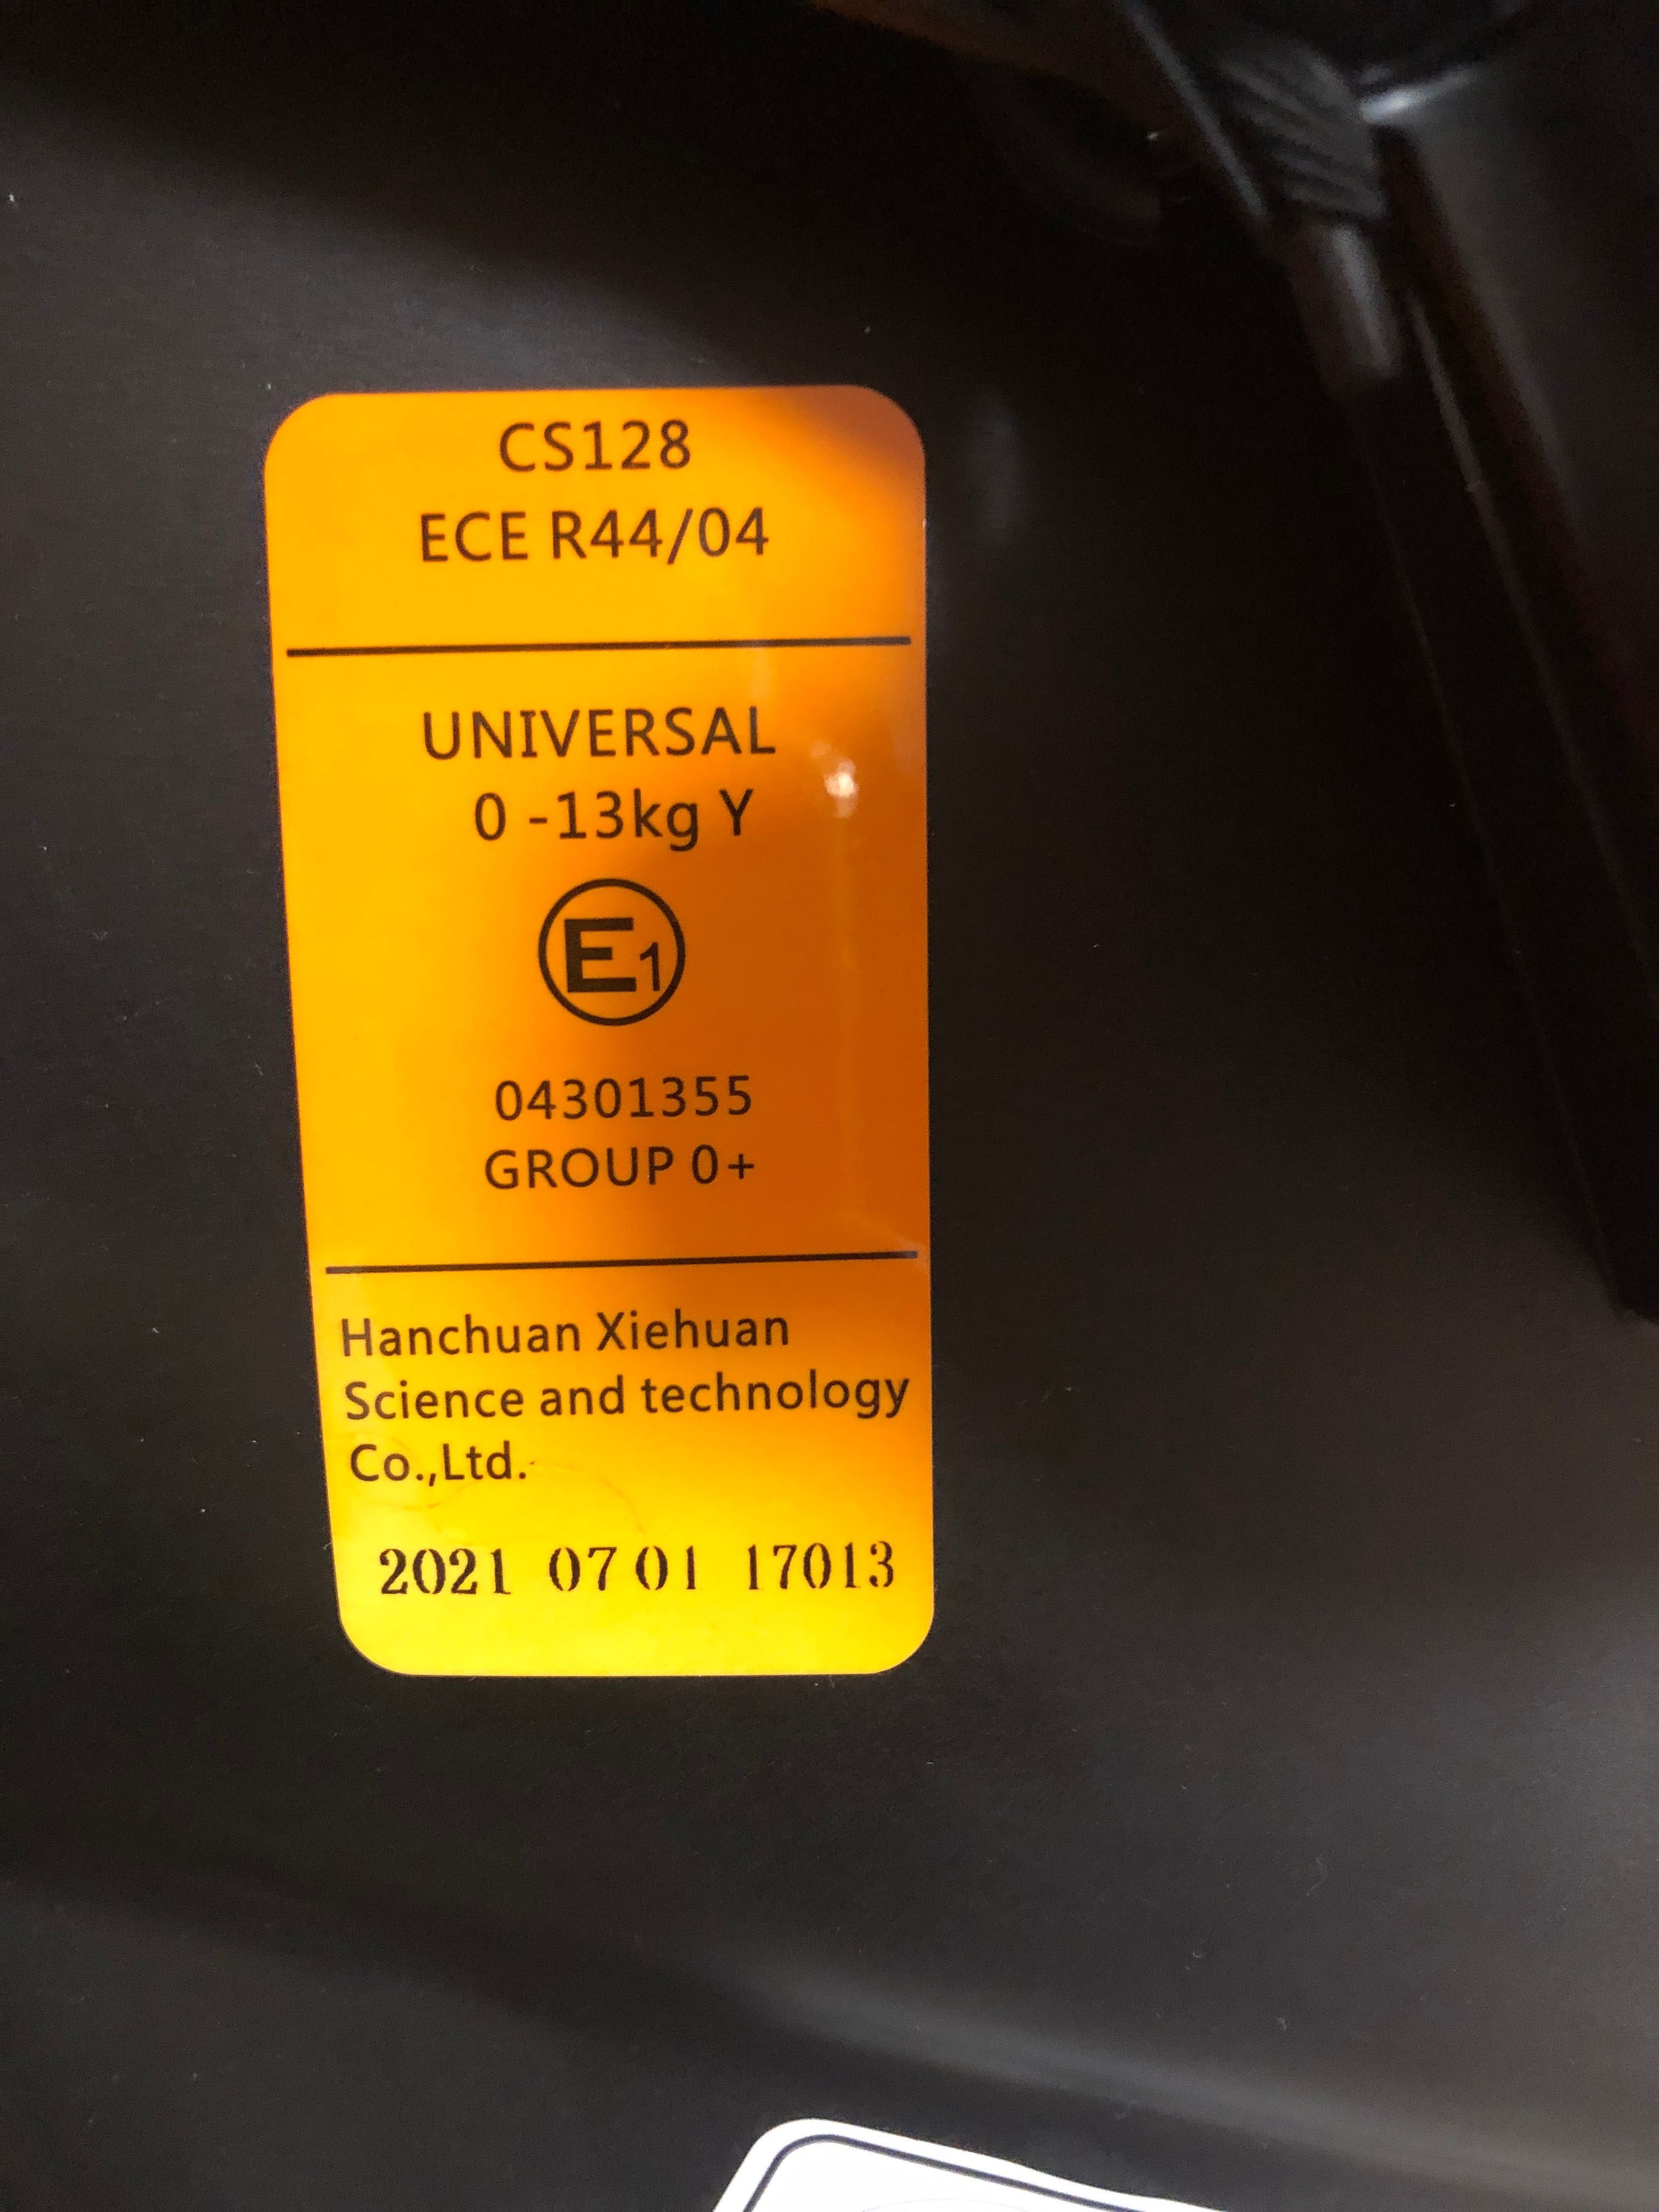 CS128
ECE R44/04
UNIVERSAL
0 -13kg Y
E1
04301355
GROUP 0+
Hanchuan Xiehuan
Science and technology
Co.,Ltd.
2021 07 01 17013